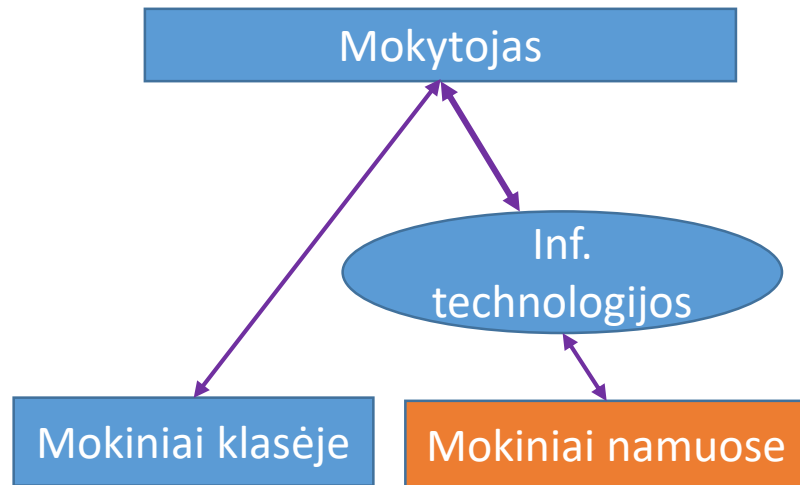 Mokytojas
Inf.
technologijos
Mokiniai klasėje
Mokiniai namuose